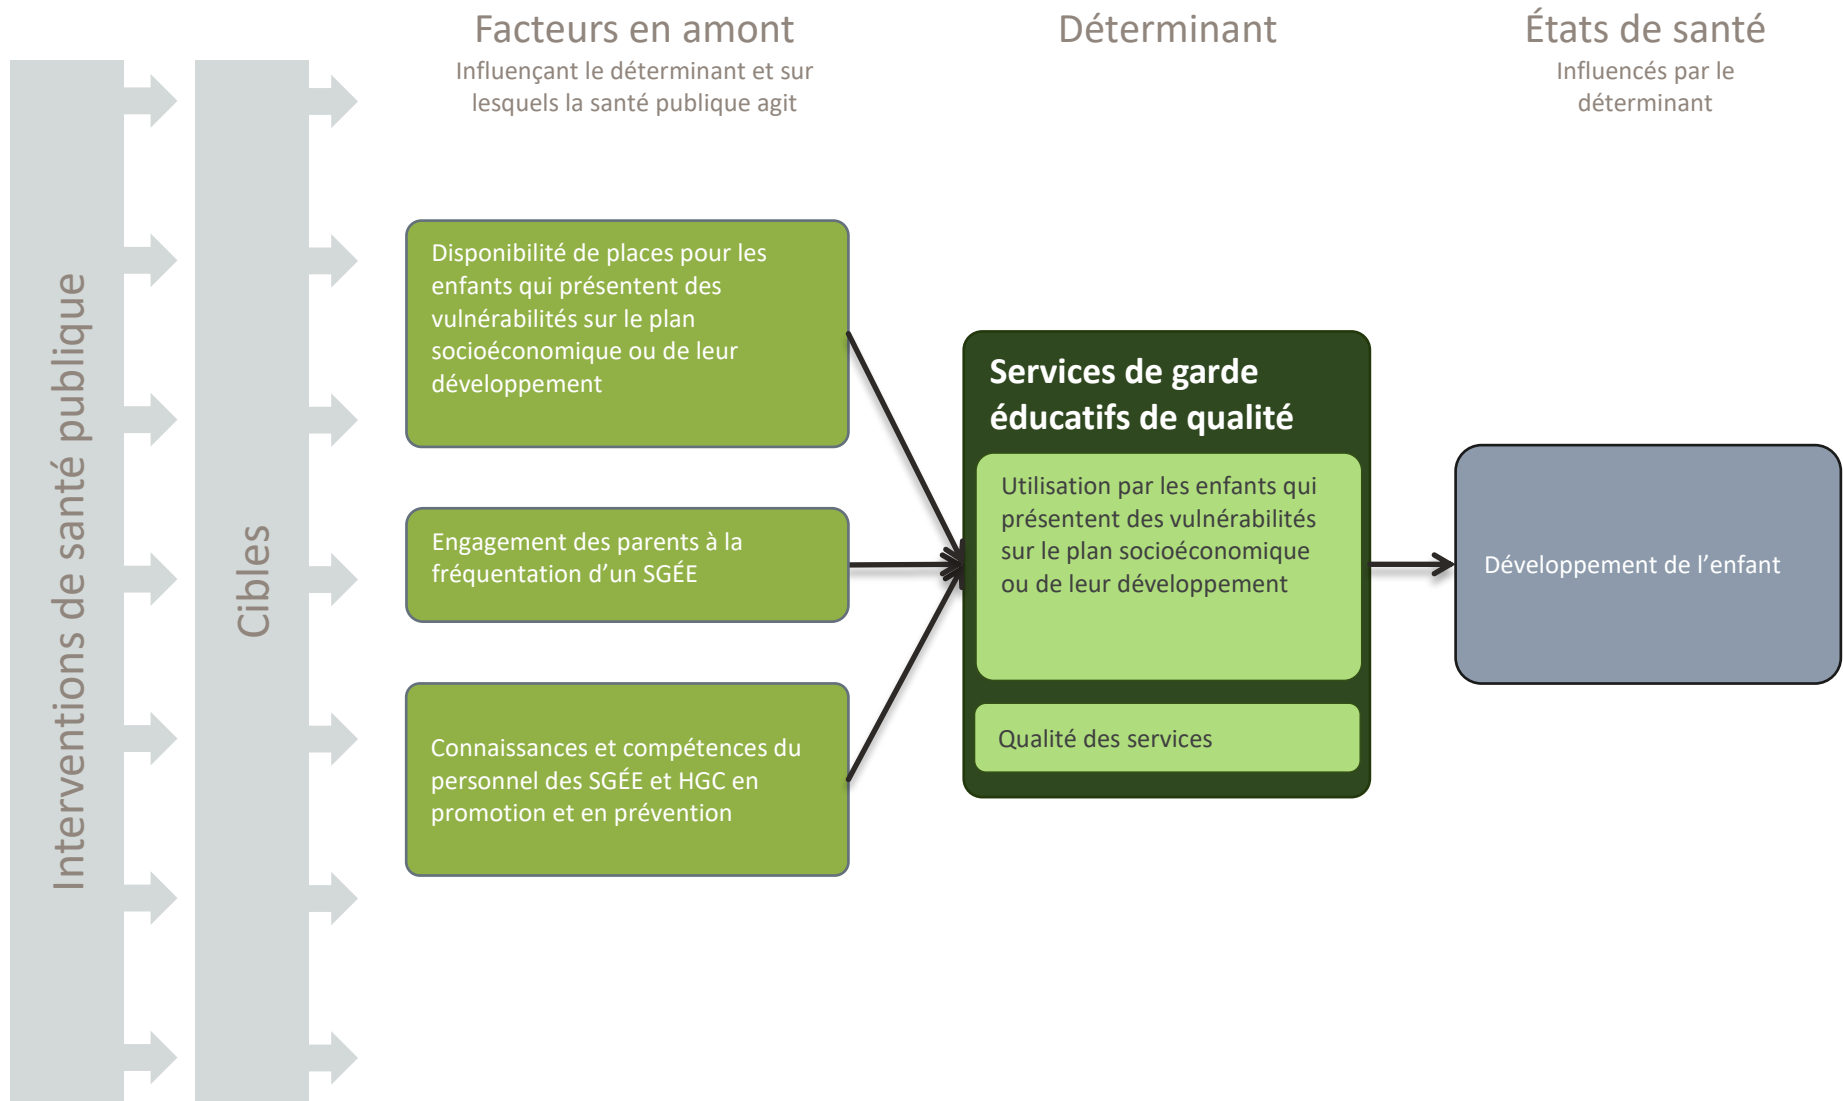 Facteurs en amont
Influençant le déterminant et sur
lesquels la santé publique agit
Déterminant
États de santé
Influencés par le
déterminant
Interventions de santé publique
Cibles
Disponibilité de places pour les
enfants qui présentent des
vulnérabilités sur le plan
socioéconomique ou de leur
développement
Engagement des parents à la
fréquentation d’un SGÉE
Connaissances et compétences du
personnel des SGÉE et HGC en
promotion et en prévention
Services de garde
éducatifs de qualité
Utilisation par les enfants qui
présentent des vulnérabilités
sur le plan socioéconomique
ou de leur développement
Qualité des services
Développement de l’enfant